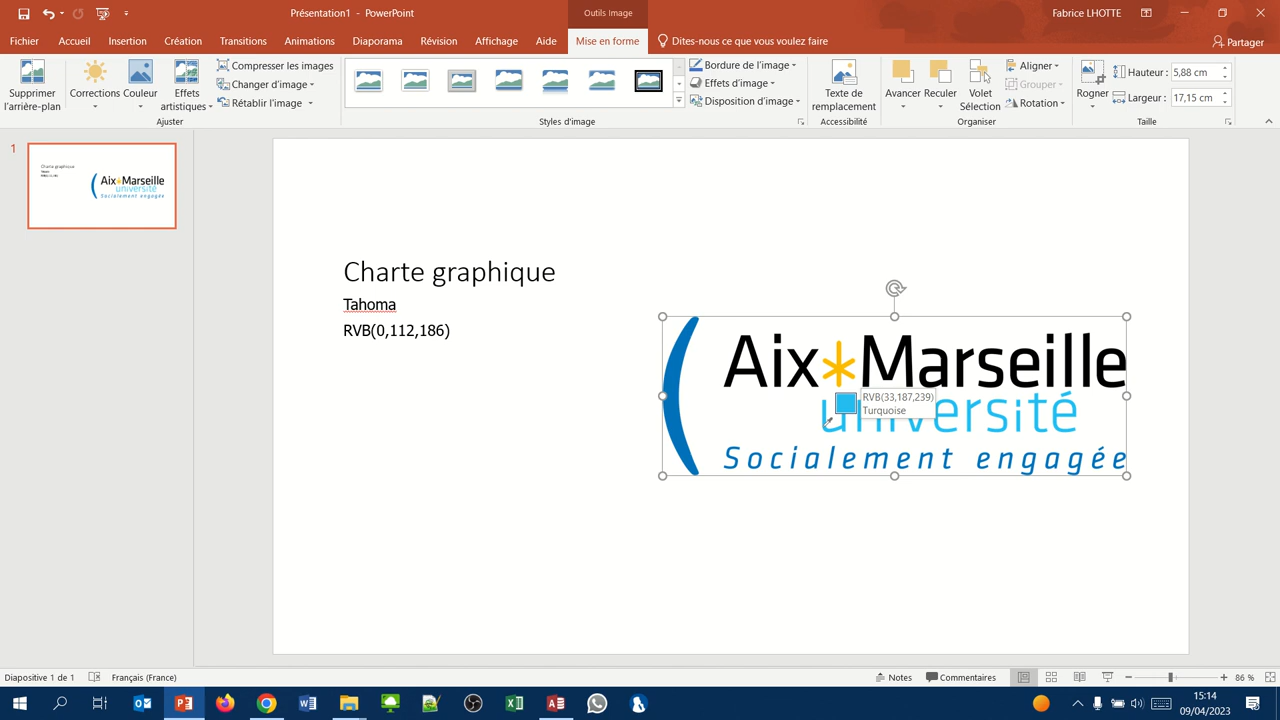 Présentation1 - PowerPoint
Outils Image
Fabrice LHOTTE
Fichier
Accueil
Insertion
Création
Transitions
Animations
Diaporama
Révision
Affichage
Aide
Mise en forme
Dites-nous ce que vous voulez faire
Partager
Supprimer
l'arrière-plan
Corrections
Couleur
Effets
artistiques
Compresser les images
Changer d'image
Rétablir l'image
Ajuster
Styles d'image
Bordure de l'image
Effets d'image
Disposition d'image
Texte de
remplacement
Accessibilité
Avancer
Reculer
Volet
Sélection
Aligner
Grouper
Rotation
Organiser
Rogner
Hauteur :
5,88 cm
Largeur :
17,15 cm
Taille
1
Charte graphique
Tahoma
RVB(0,112,186)
Aix Marseille
université
Socialement engagée
RVB(33,187,239)
Turquoise
Diapositive 1 de 1
Français (France)
Notes
Commentaires
86 %
15:14
09/04/2023